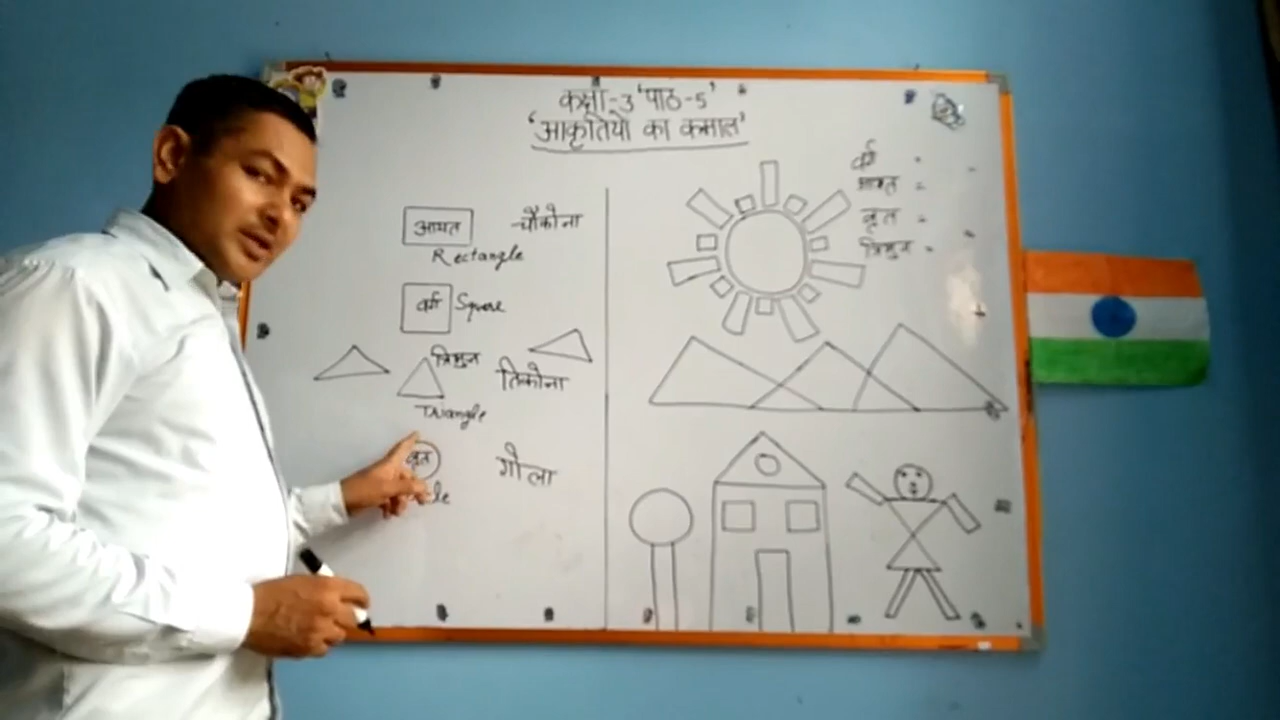 कक्षा-3 'पाठ-5'
'आकृतियों का कमाल'
आयत -चौकोना
Rectangle
वर्ग Square
त्रिभुज
तिकोना
Triangle
वृत गोला
वर्ग -
आयत -
वृत -
त्रिभुज -